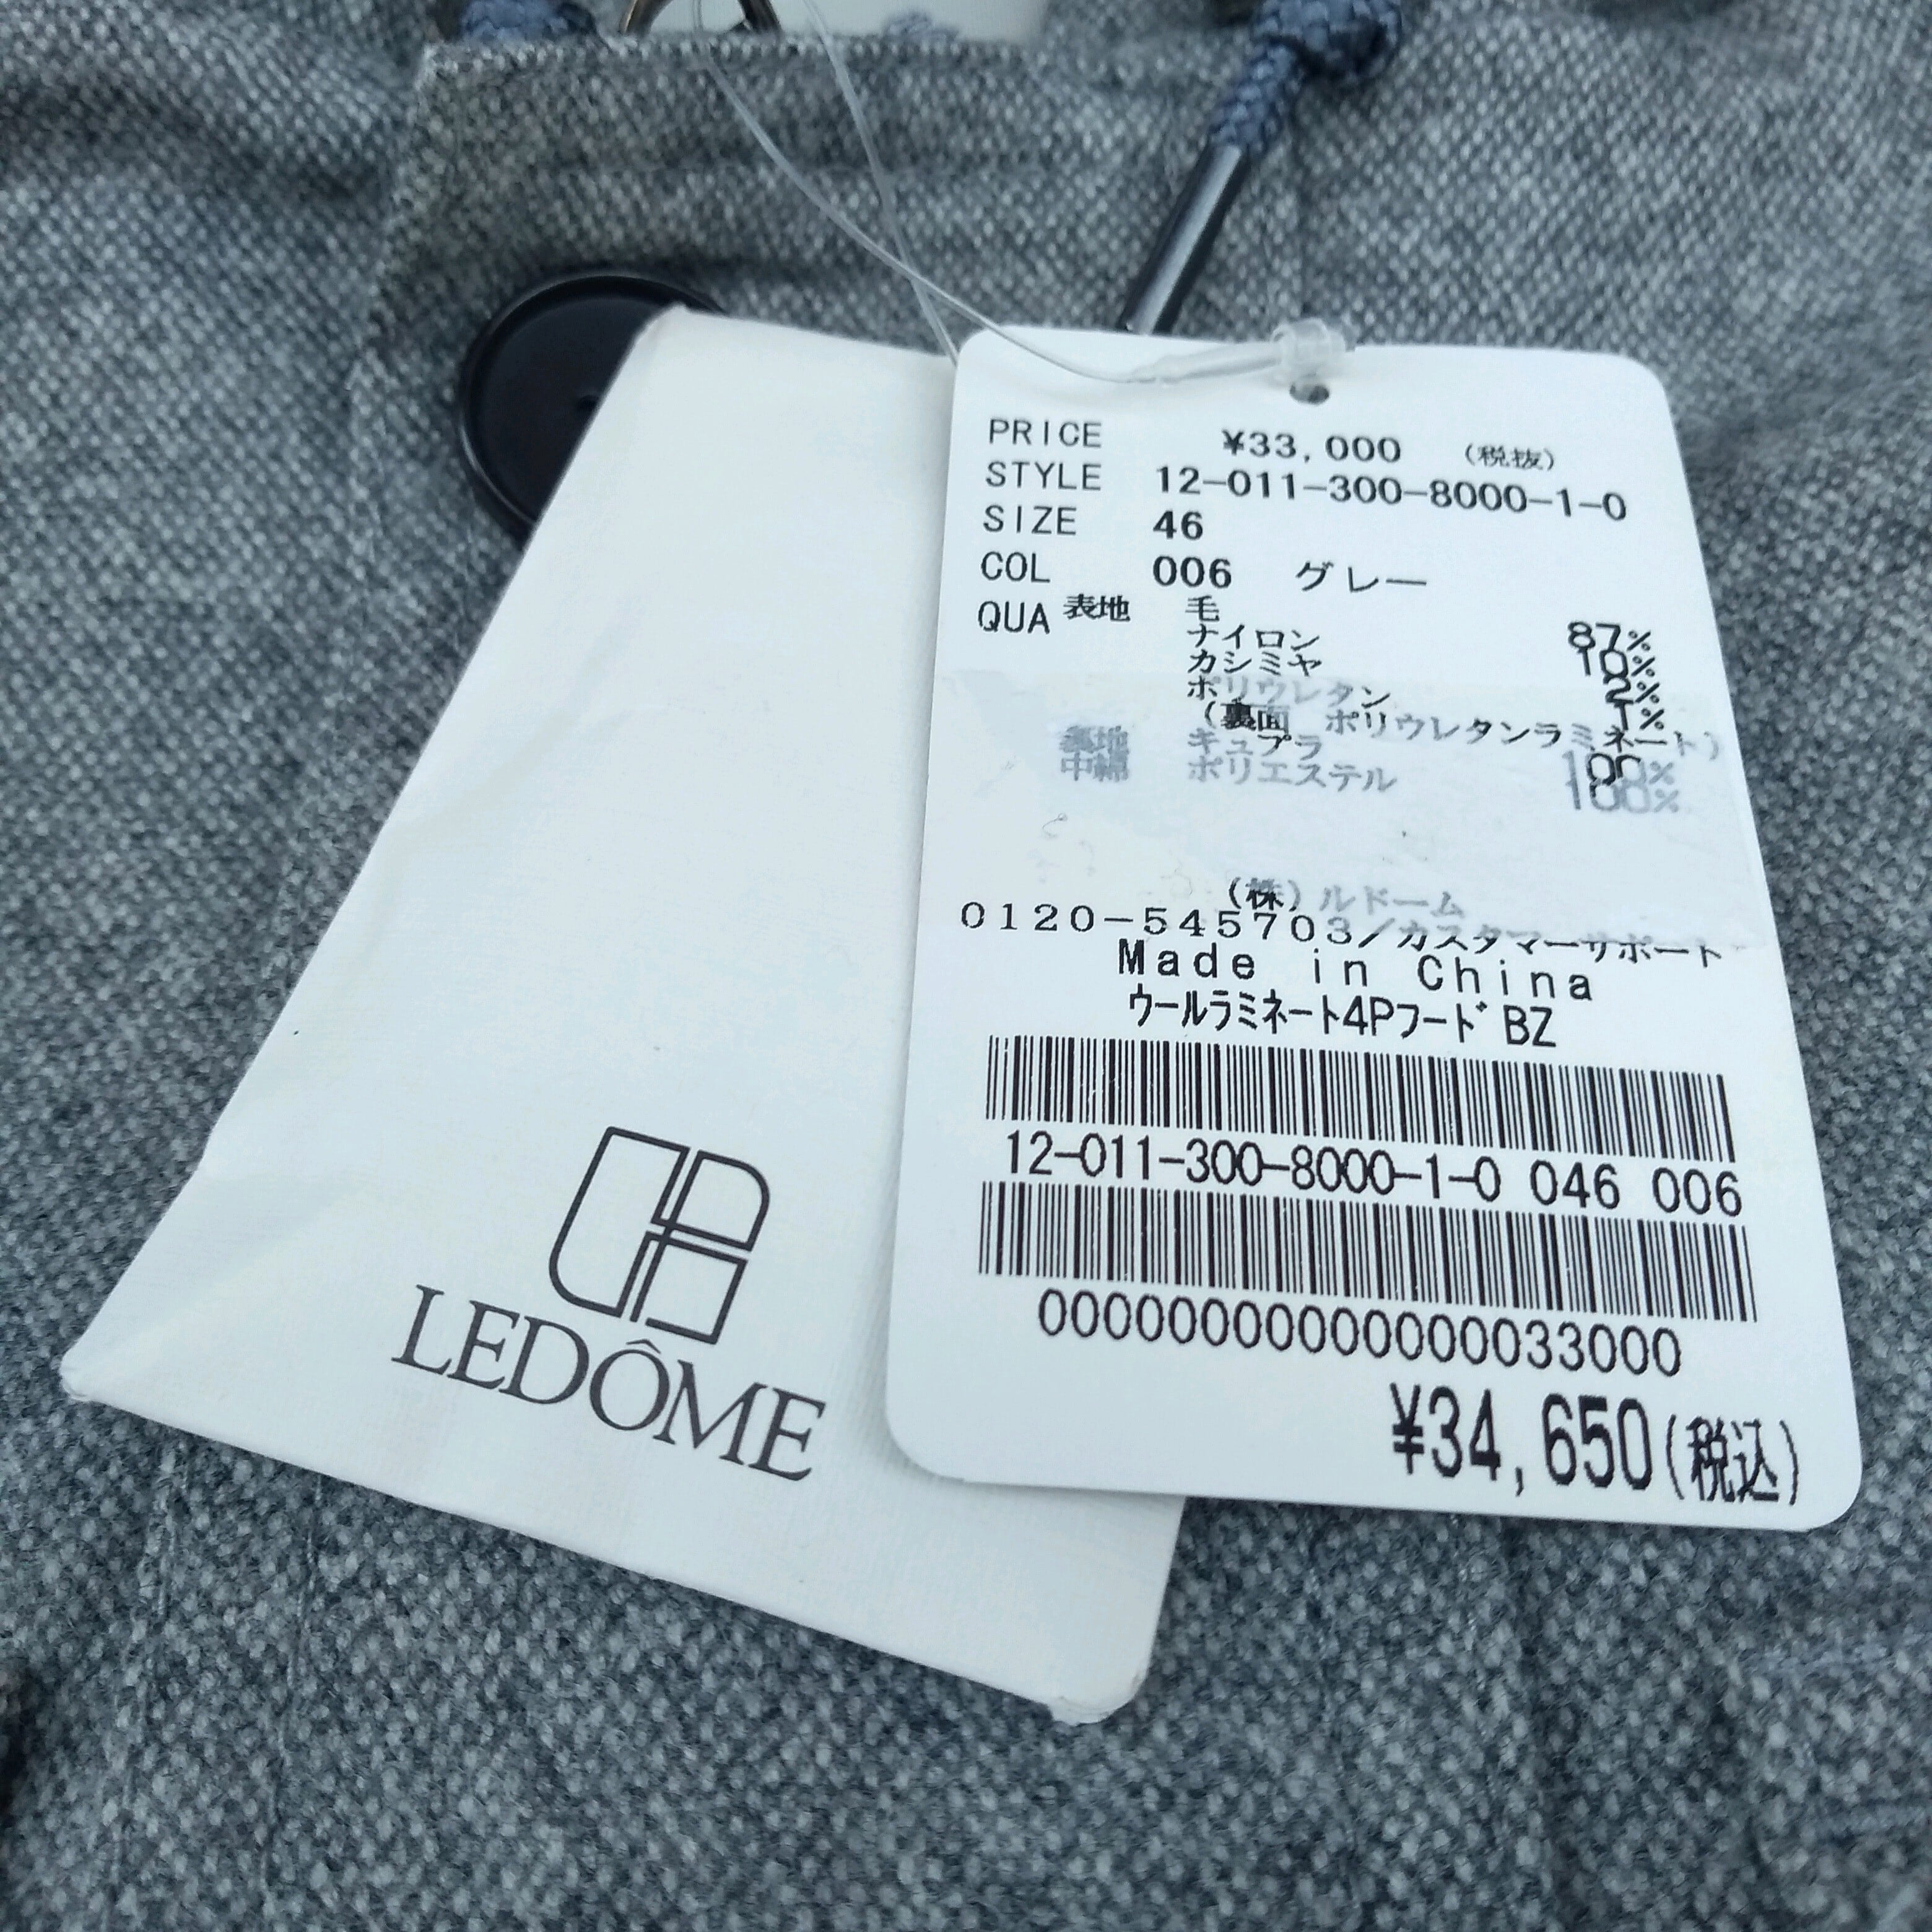 LEDÔME
PRICE ¥33,000 (税抜)
STYLE 12-011-300-8000-1-0
SIZE 46
COL 006 グレー
QUA 表地 毛 87%
ナイロン 10%
カシミヤ 2%
ポリウレタン 1%
(裏面 ポリウレタンラミネート)
裏地 キュプラ 100%
中綿 ポリエステル 100%
(株)ルドーム
0120-545703/カスタマーサポート
Made in China
ウールラミネート4PフードBZ
12-011-300-8000-1-0 046 006
00000000000000033000
¥34,650(税込)